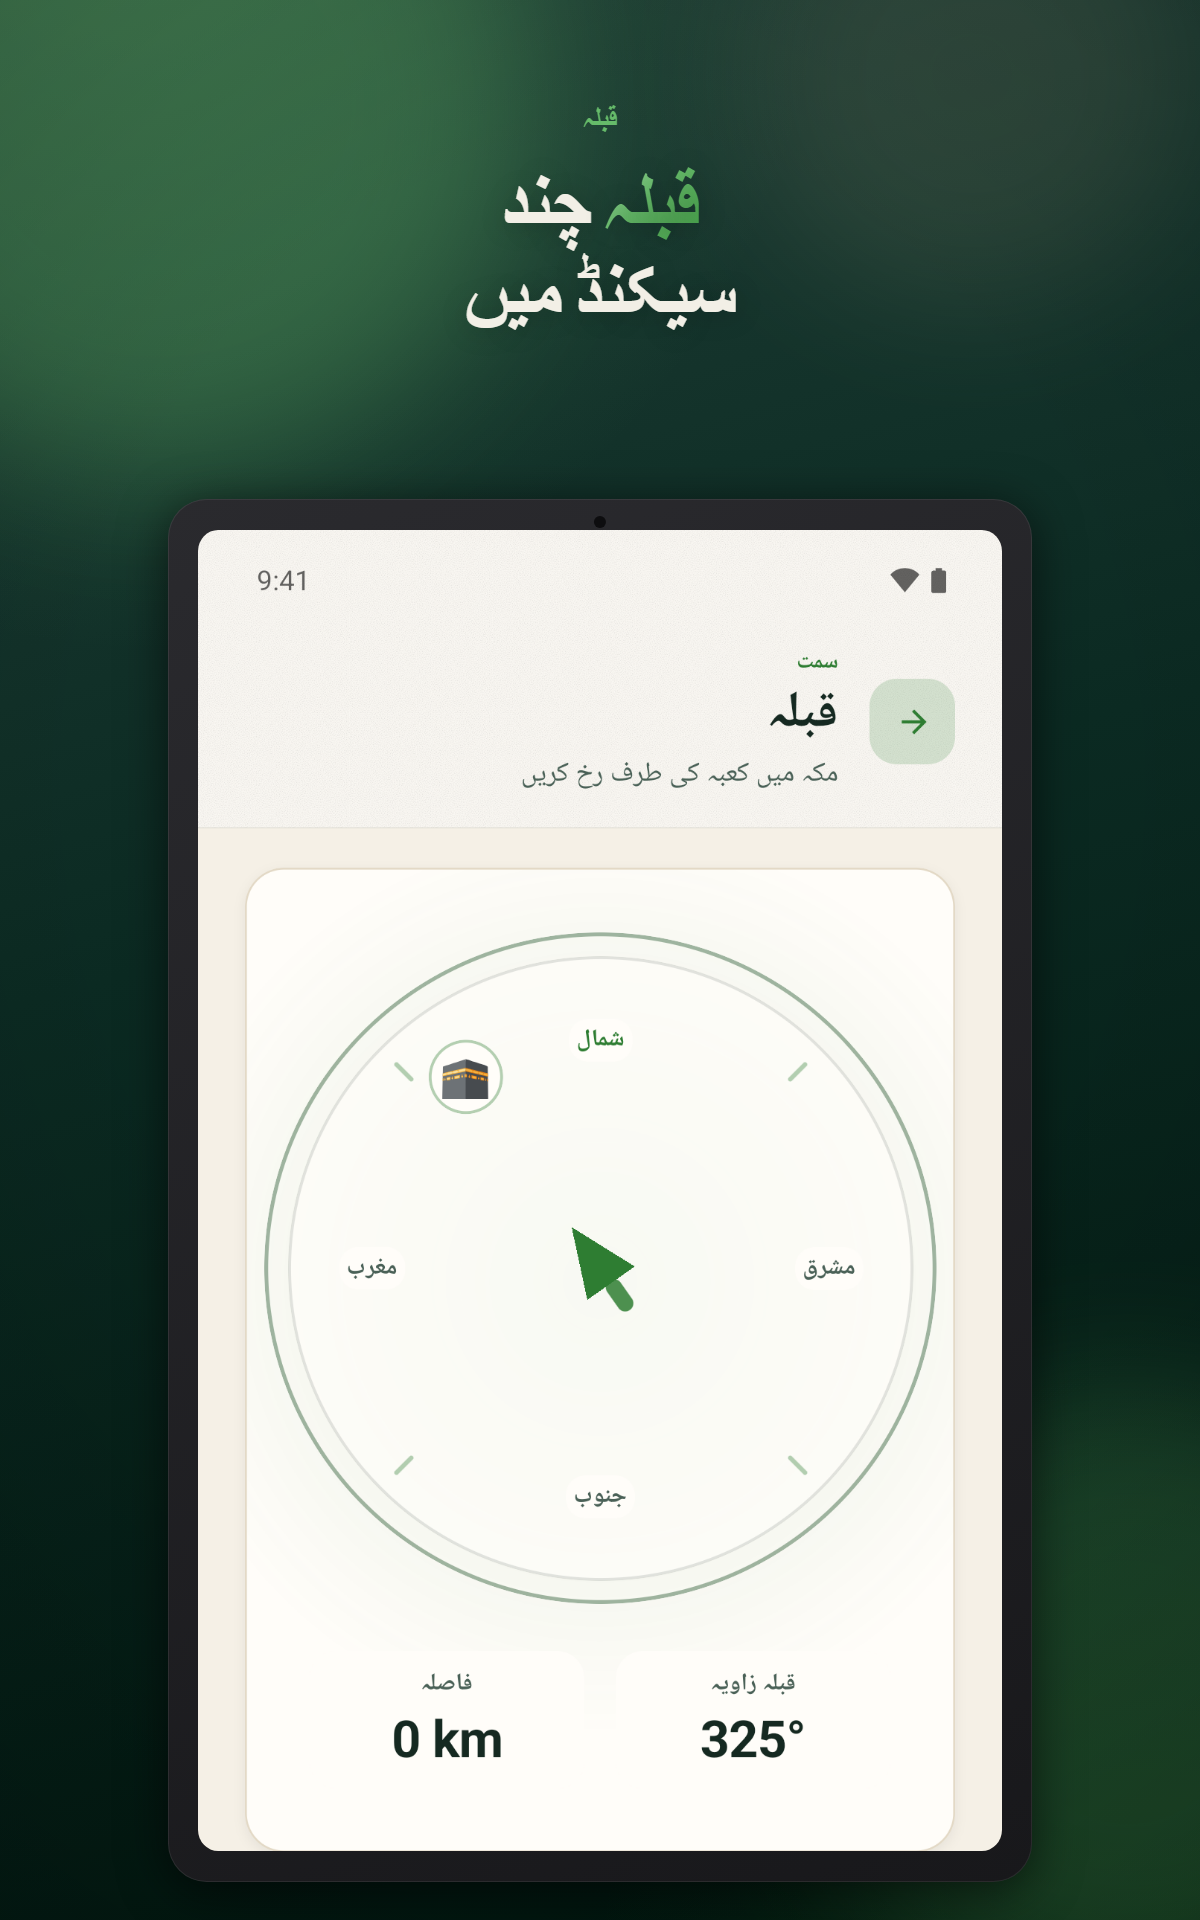 قبلہ
قبلہ چند
سیکنڈ میں
9:41
سمت
قبلہ
مکہ میں کعبہ کی طرف رخ کریں
شمال
مغرب
مشرق
جنوب
قبلہ زاویہ
325°
فاصلہ
0 km